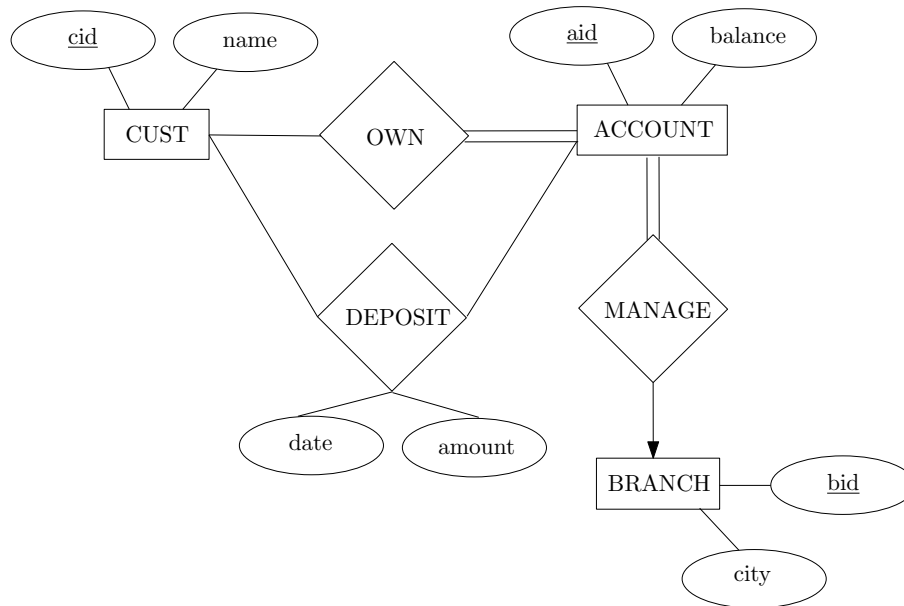 cid
name
aid
balance
CUST
OWN
ACCOUNT
DEPOSIT
MANAGE
date
amount
BRANCH
bid
city